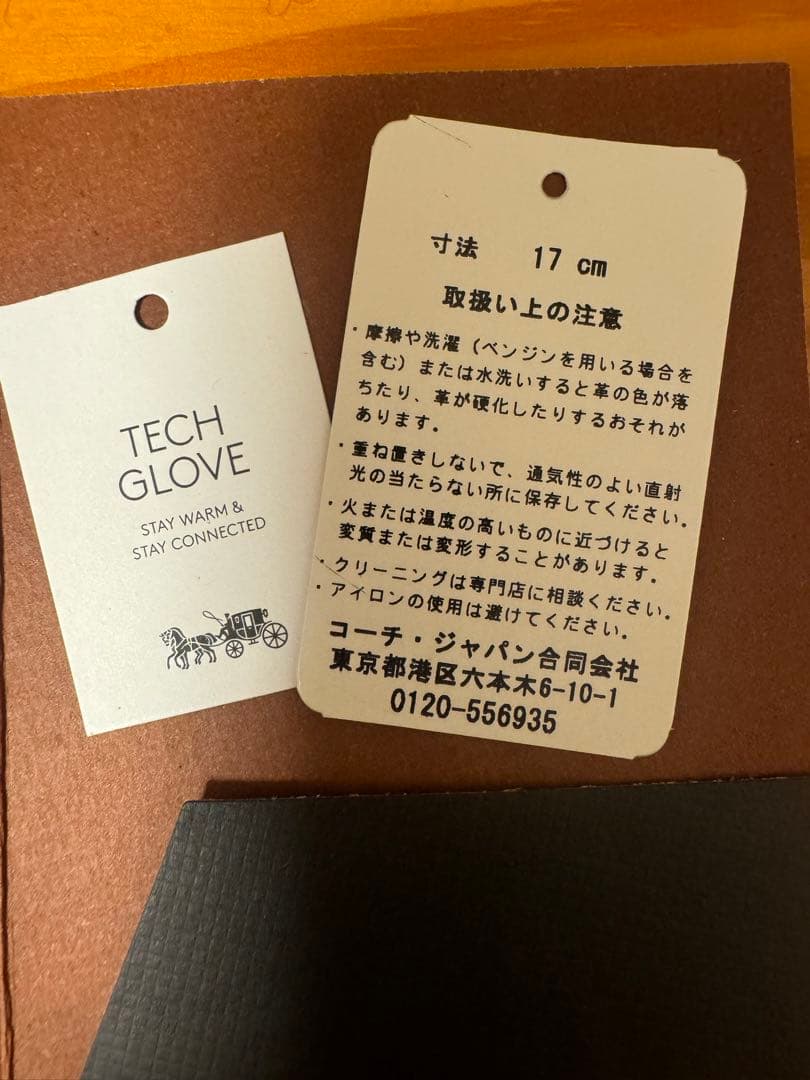 TECH
GLOVE
STAY WARM &
STAY CONNECTED
寸法 17 cm
取扱い上の注意
・摩擦や洗濯（ベンジンを用いる場合を
含む）または水洗いすると革の色が落
ちたり、革が硬化したりするおそれが
あります。
・重ね置きしないで、通気性のよい直射
光の当たらない所に保存してください。
・火または温度の高いものに近づけると
変質または変形することがあります。
・クリーニングは専門店に相談ください。
・アイロンの使用は避けてください。
コーチ・ジャパン合同会社
東京都港区六本木6-10-1
0120-556935